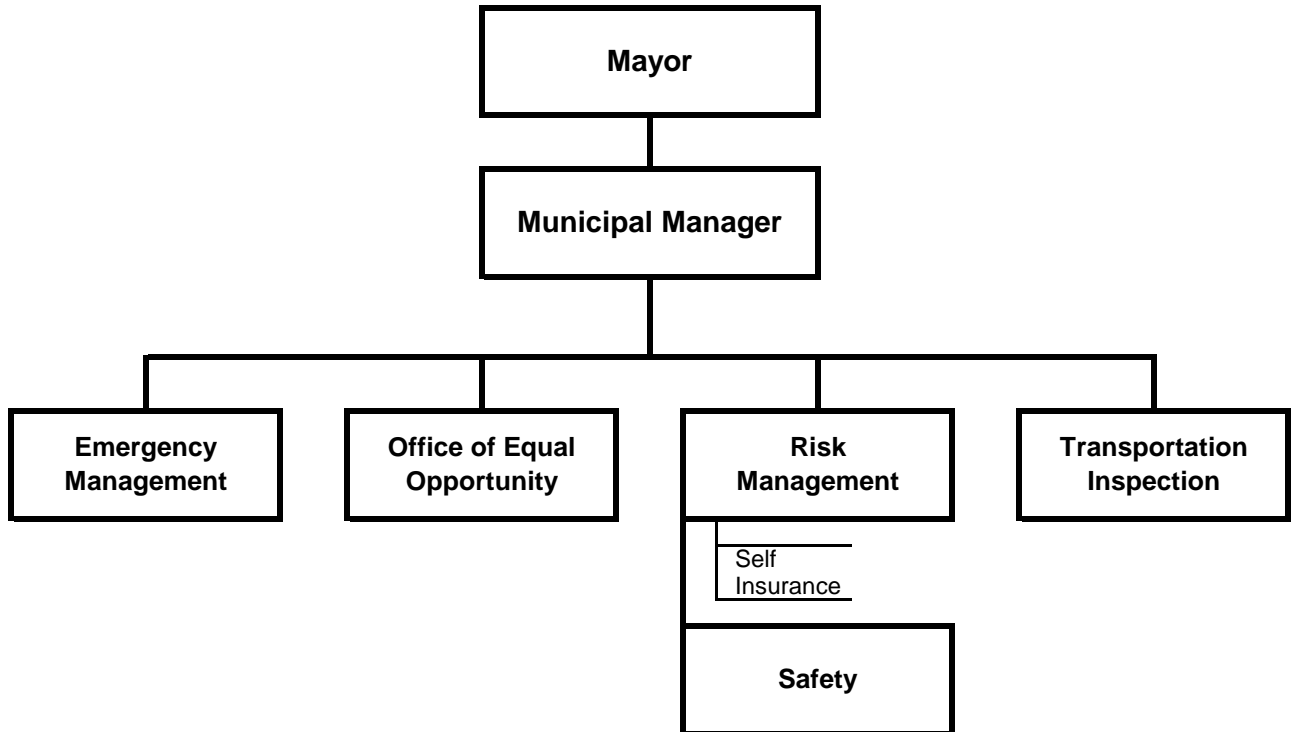 Mayor
Municipal Manager
Emergency
Management
Office of Equal
Opportunity
Risk
Management
Transportation
Inspection
Self
Insurance
Safety